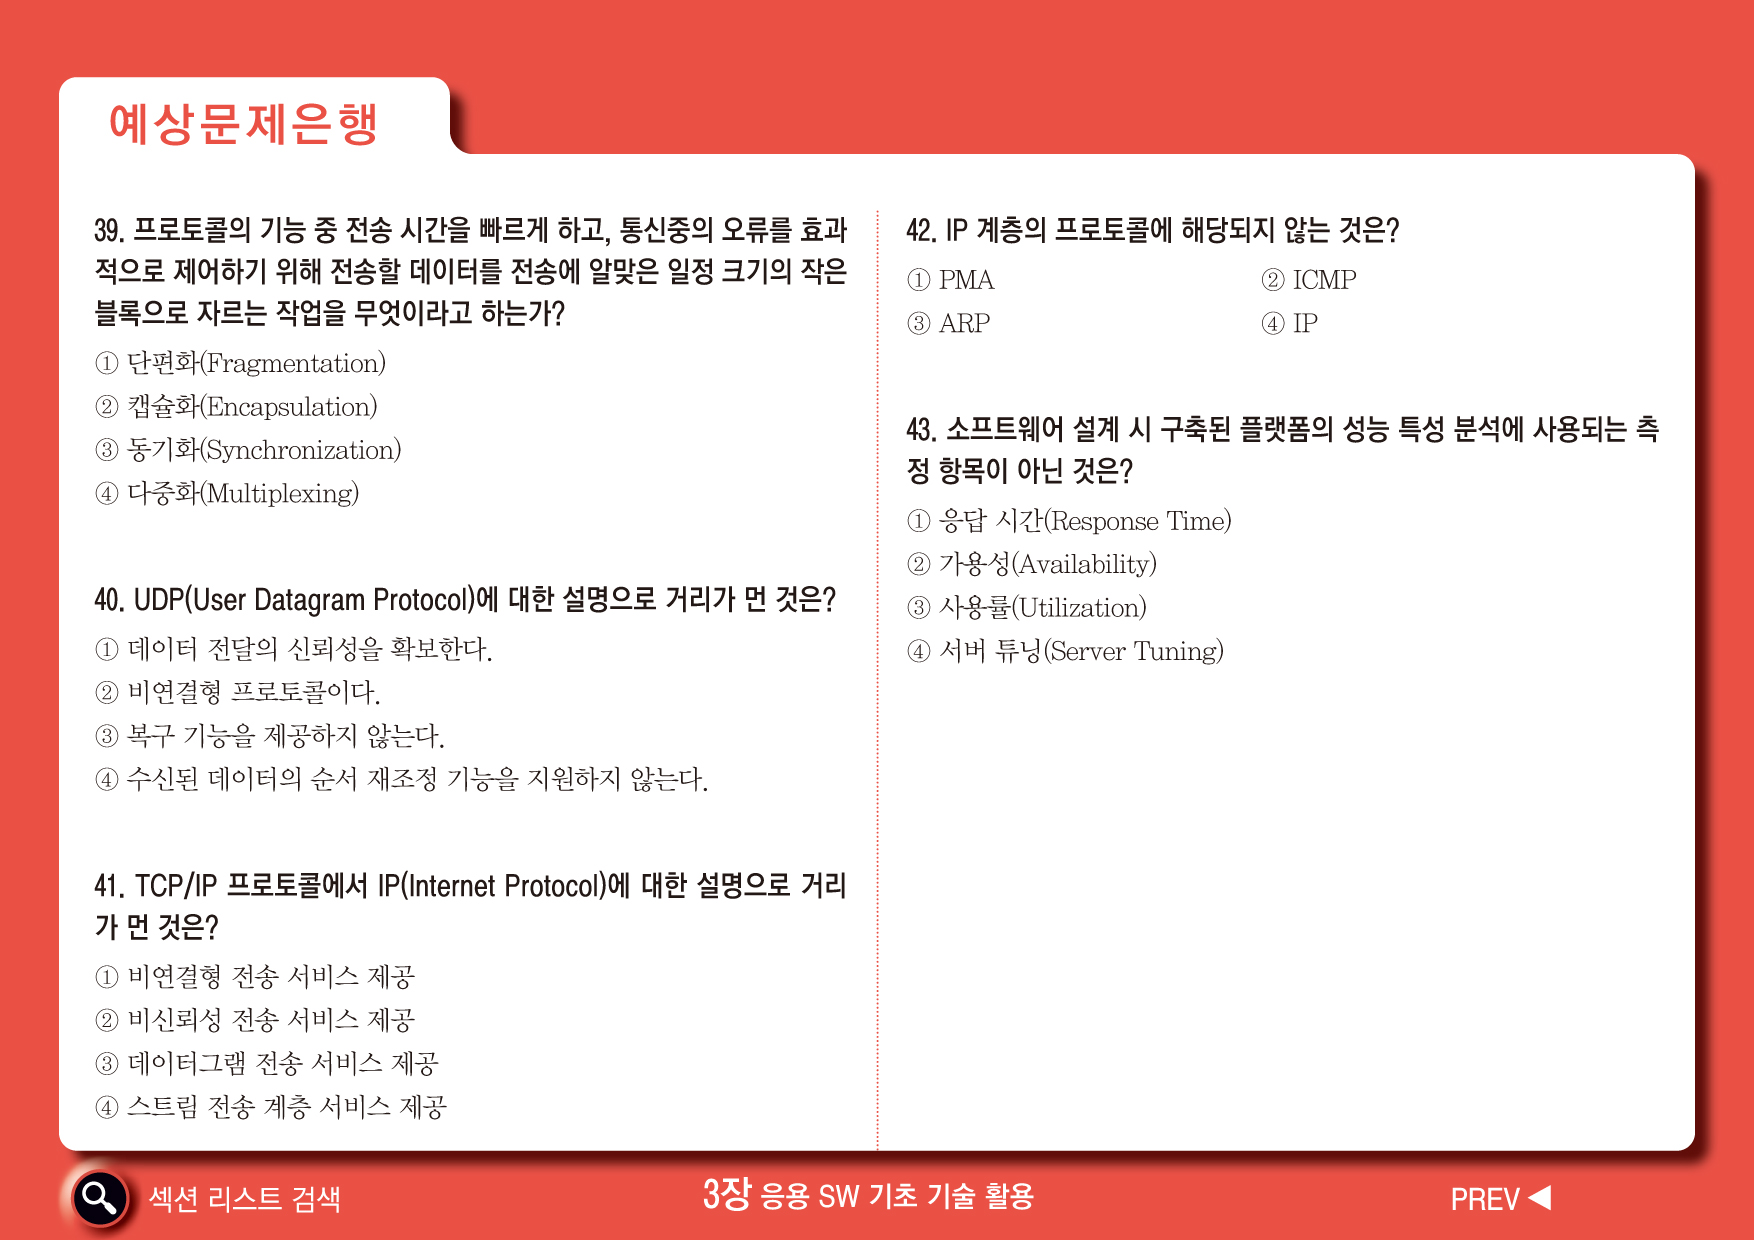 예상문제은행
39. 프로토콜의 기능 중 전송 시간을 빠르게 하고, 통신중의 오류를 효과
적으로 제어하기 위해 전송할 데이터를 전송에 알맞은 일정 크기의 작은
블록으로 자르는 작업을 무엇이라고 하는가?
① 단편화(Fragmentation)
② 캡슐화(Encapsulation)
③ 동기화(Synchronization)
④ 다중화(Multiplexing)
40. UDP(User Datagram Protocol)에 대한 설명으로 거리가 먼 것은?
① 데이터 전달의 신뢰성을 확보한다.
② 비연결형 프로토콜이다.
③ 복구 기능을 제공하지 않는다.
④ 수신된 데이터의 순서 재조정 기능을 지원하지 않는다.
41. TCP/IP 프로토콜에서 IP(Internet Protocol)에 대한 설명으로 거리
가 먼 것은?
① 비연결형 전송 서비스 제공
② 비신뢰성 전송 서비스 제공
③ 데이터그램 전송 서비스 제공
④ 스트림 전송 계층 서비스 제공
42. IP 계층의 프로토콜에 해당되지 않는 것은?
① PMA ② ICMP
③ ARP ④ IP
43. 소프트웨어 설계 시 구축된 플랫폼의 성능 특성 분석에 사용되는 측
정 항목이 아닌 것은?
① 응답 시간(Response Time)
② 가용성(Availability)
③ 사용률(Utilization)
④ 서버 튜닝(Server Tuning)
섹션 리스트 검색
3장 응용 SW 기초 기술 활용
PREV ◀